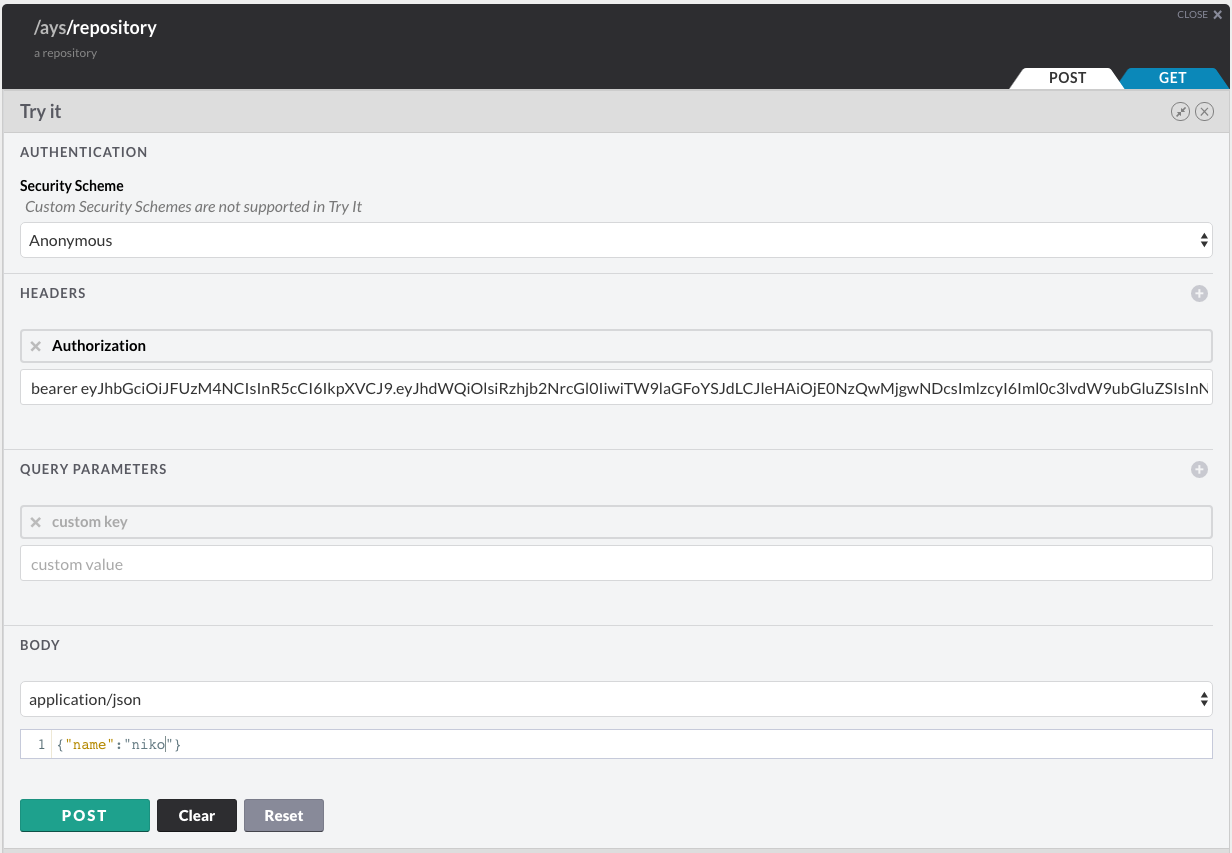 /ays/repository
CLOSE
a repository
POST
GET
Try it
AUTHENTICATION
Security Scheme
Custom Security Schemes are not supported in Try It
Anonymous
HEADERS
Authorization
bearer eyJhbGciOiJFUzM4NCIsInR5cCI6IkpXVCJ9.eyJhdWQiOlsiRzhjb2NrcGl0IiwiTW9laGFoYSJdLCJleHAiOjE0NzQwMjgwNDcsImlzcyI6Iml0c3lvdW9ubGluZSIsInN
QUERY PARAMETERS
custom key
custom value
BODY
application/json
1 {"name":"niko"}
POST
Clear
Reset